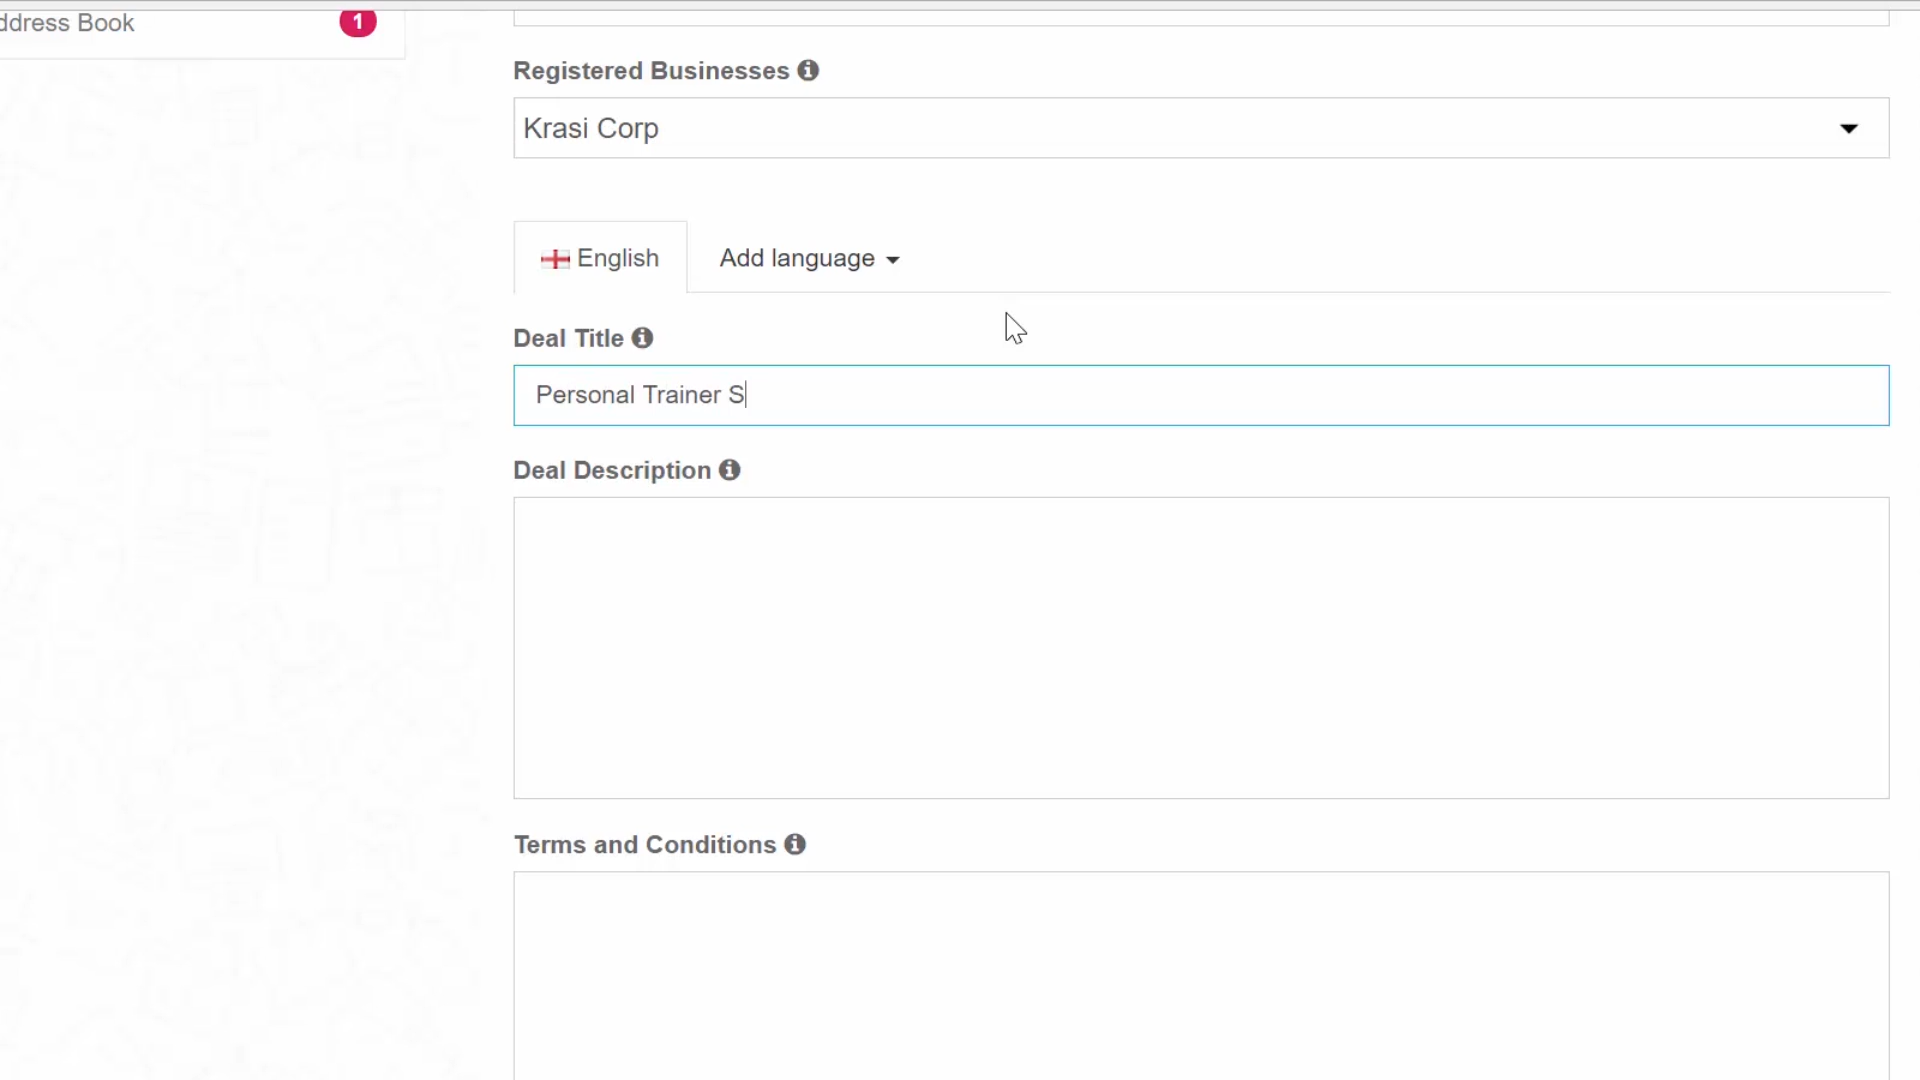 ddress Book 1
Registered Businesses
Krasi Corp
English Add language
Deal Title
Personal Trainer S
Deal Description
Terms and Conditions